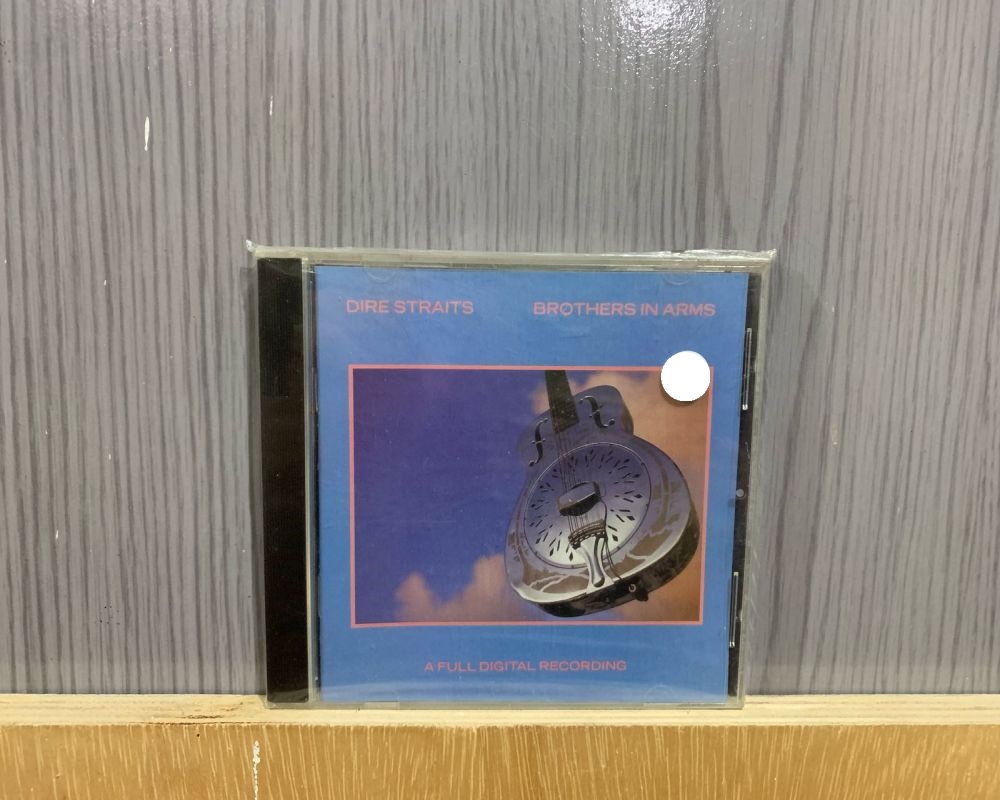 DIRE STRAITS BROTHERS IN ARMS
A FULL DIGITAL RECORDING